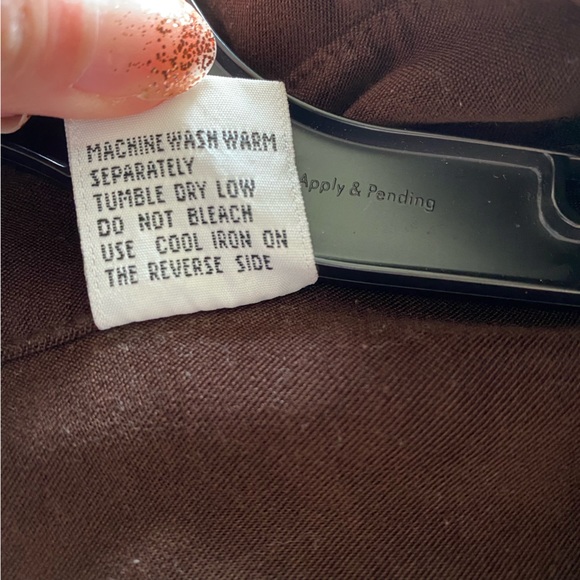 MACHINE WASH WARM
SEPARATELY
TUMBLE DRY LOW
DO NOT BLEACH
USE COOL IRON ON
THE REVERSE SIDE
Apply & Pending